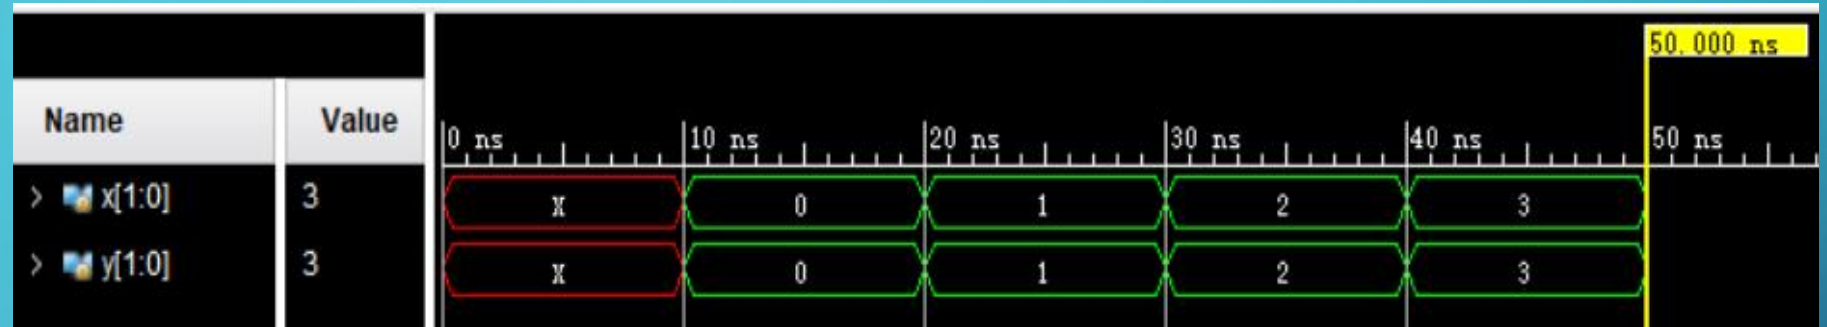 50.000 ns
Name Value
0 ns 10 ns 20 ns 30 ns 40 ns 50 ns
x[1:0] 3 X 0 1 2 3
y[1:0] 3 X 0 1 2 3